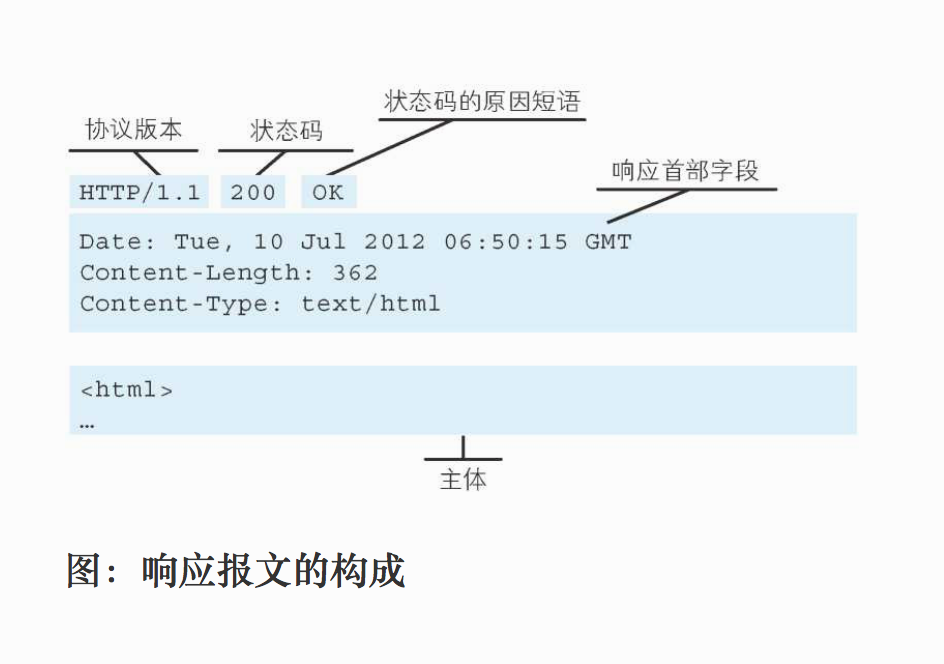 状态码的原因短语
协议版本 状态码
响应首部字段
HTTP/1.1 200 OK
Date: Tue, 10 Jul 2012 06:50:15 GMT
Content-Length: 362
Content-Type: text/html
<html>
…
主体
图：响应报文的构成